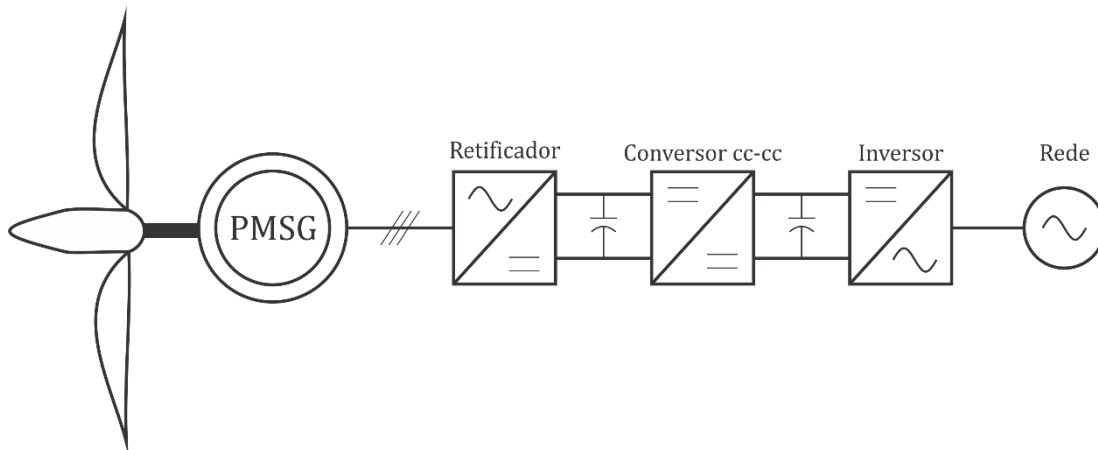 Retificador
Conversor cc-cc
Inversor
Rede
PMSG